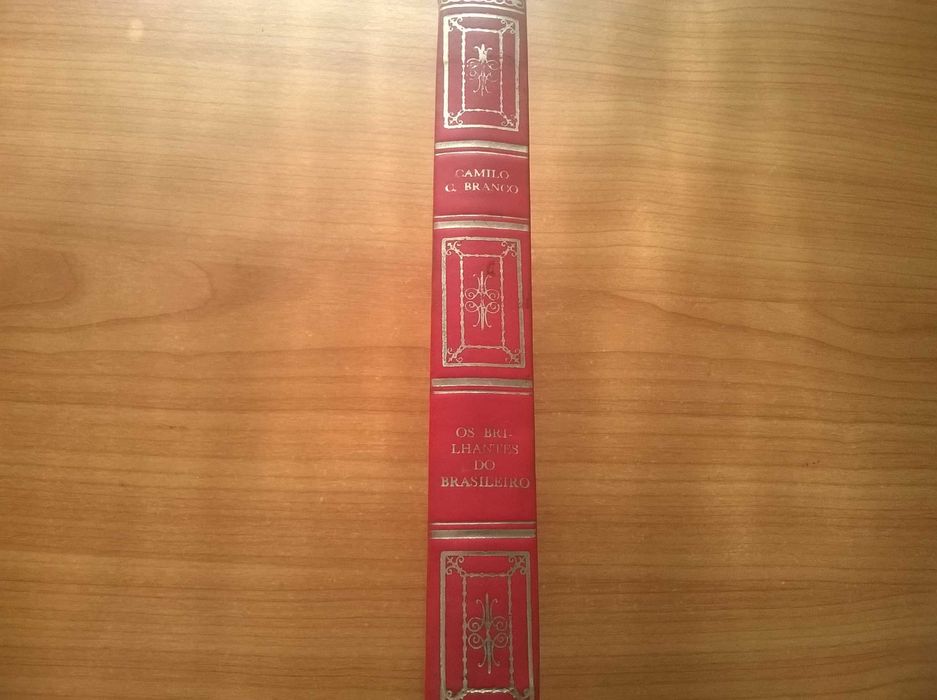 CAMILO
C. BRANCO
OS BRI-
LHANTES
DO
BRASILEIRO